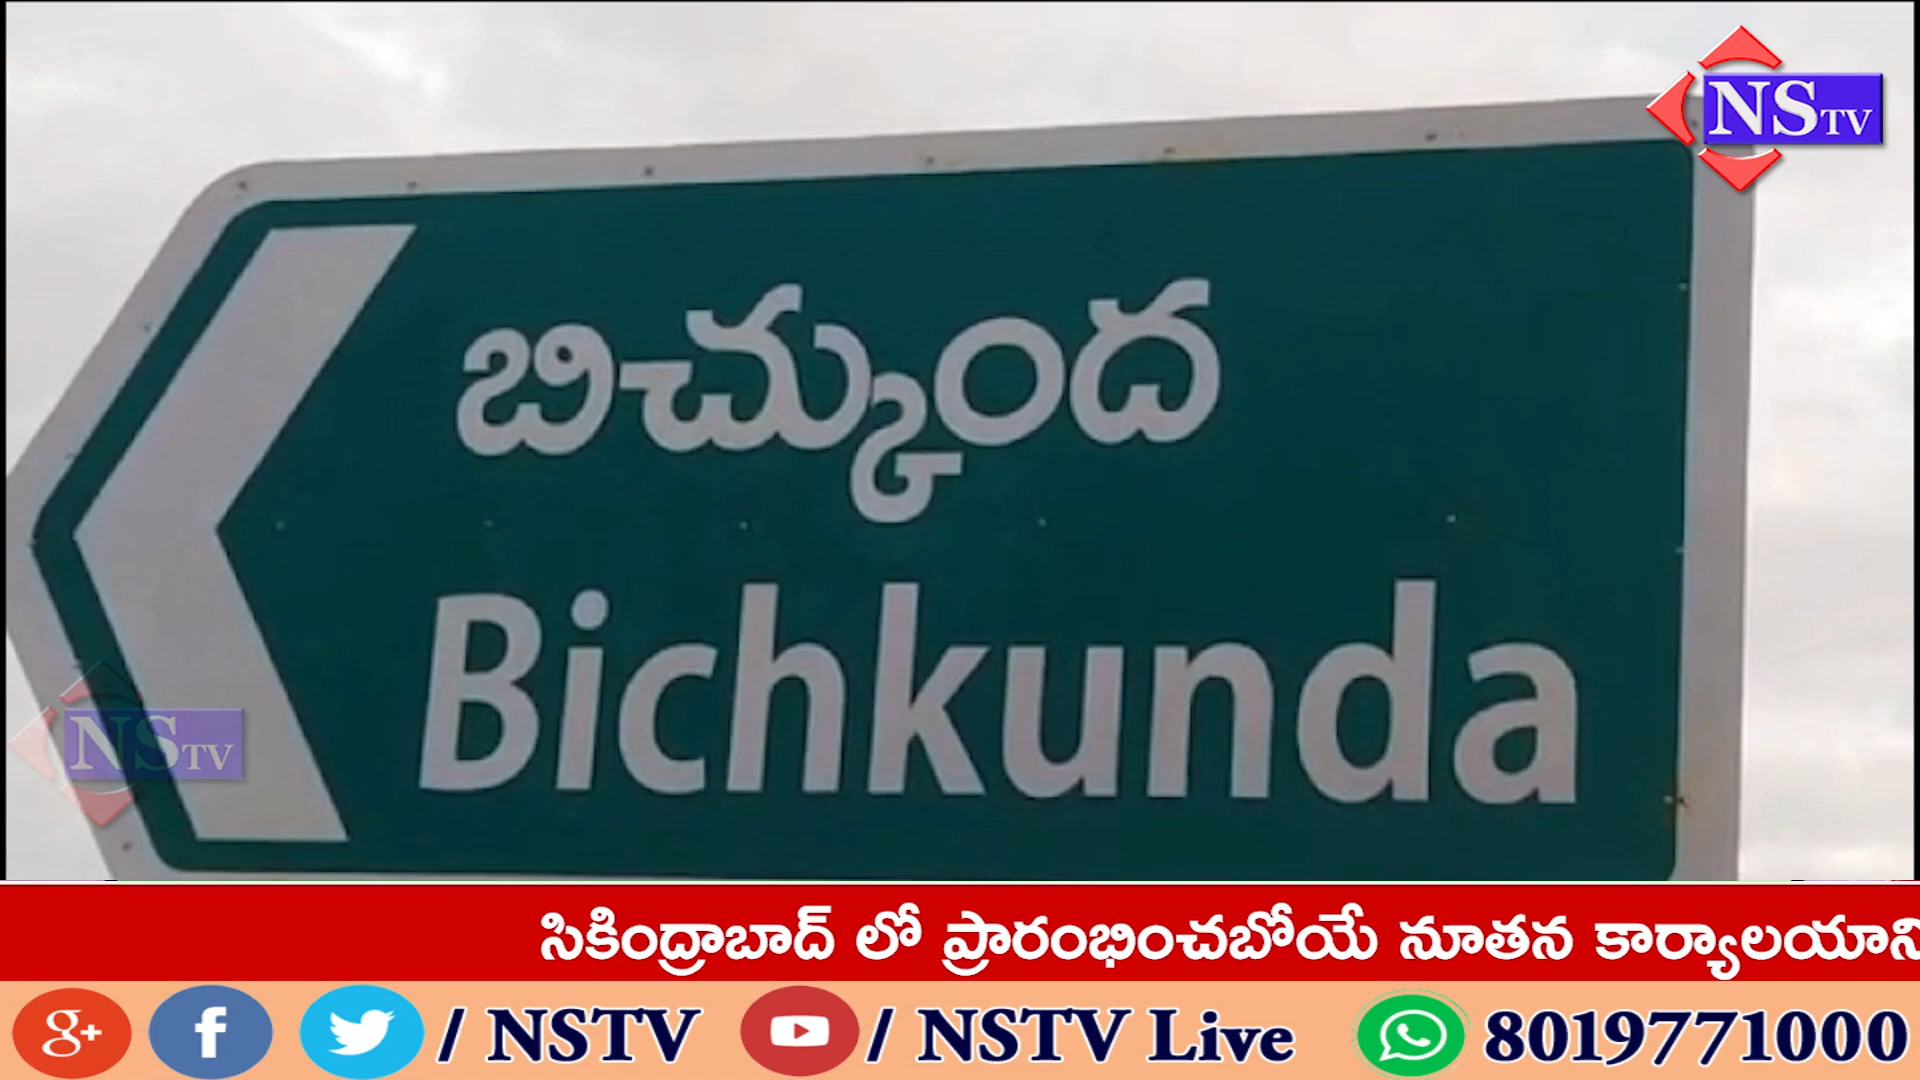 NSTV
బిచ్కుంద
Bichkunda
NSTV
సికింద్రాబాద్ లో ప్రారంభించబోయే నూతన కార్యాలయాని
g+ f / NSTV / NSTV Live 8019771000